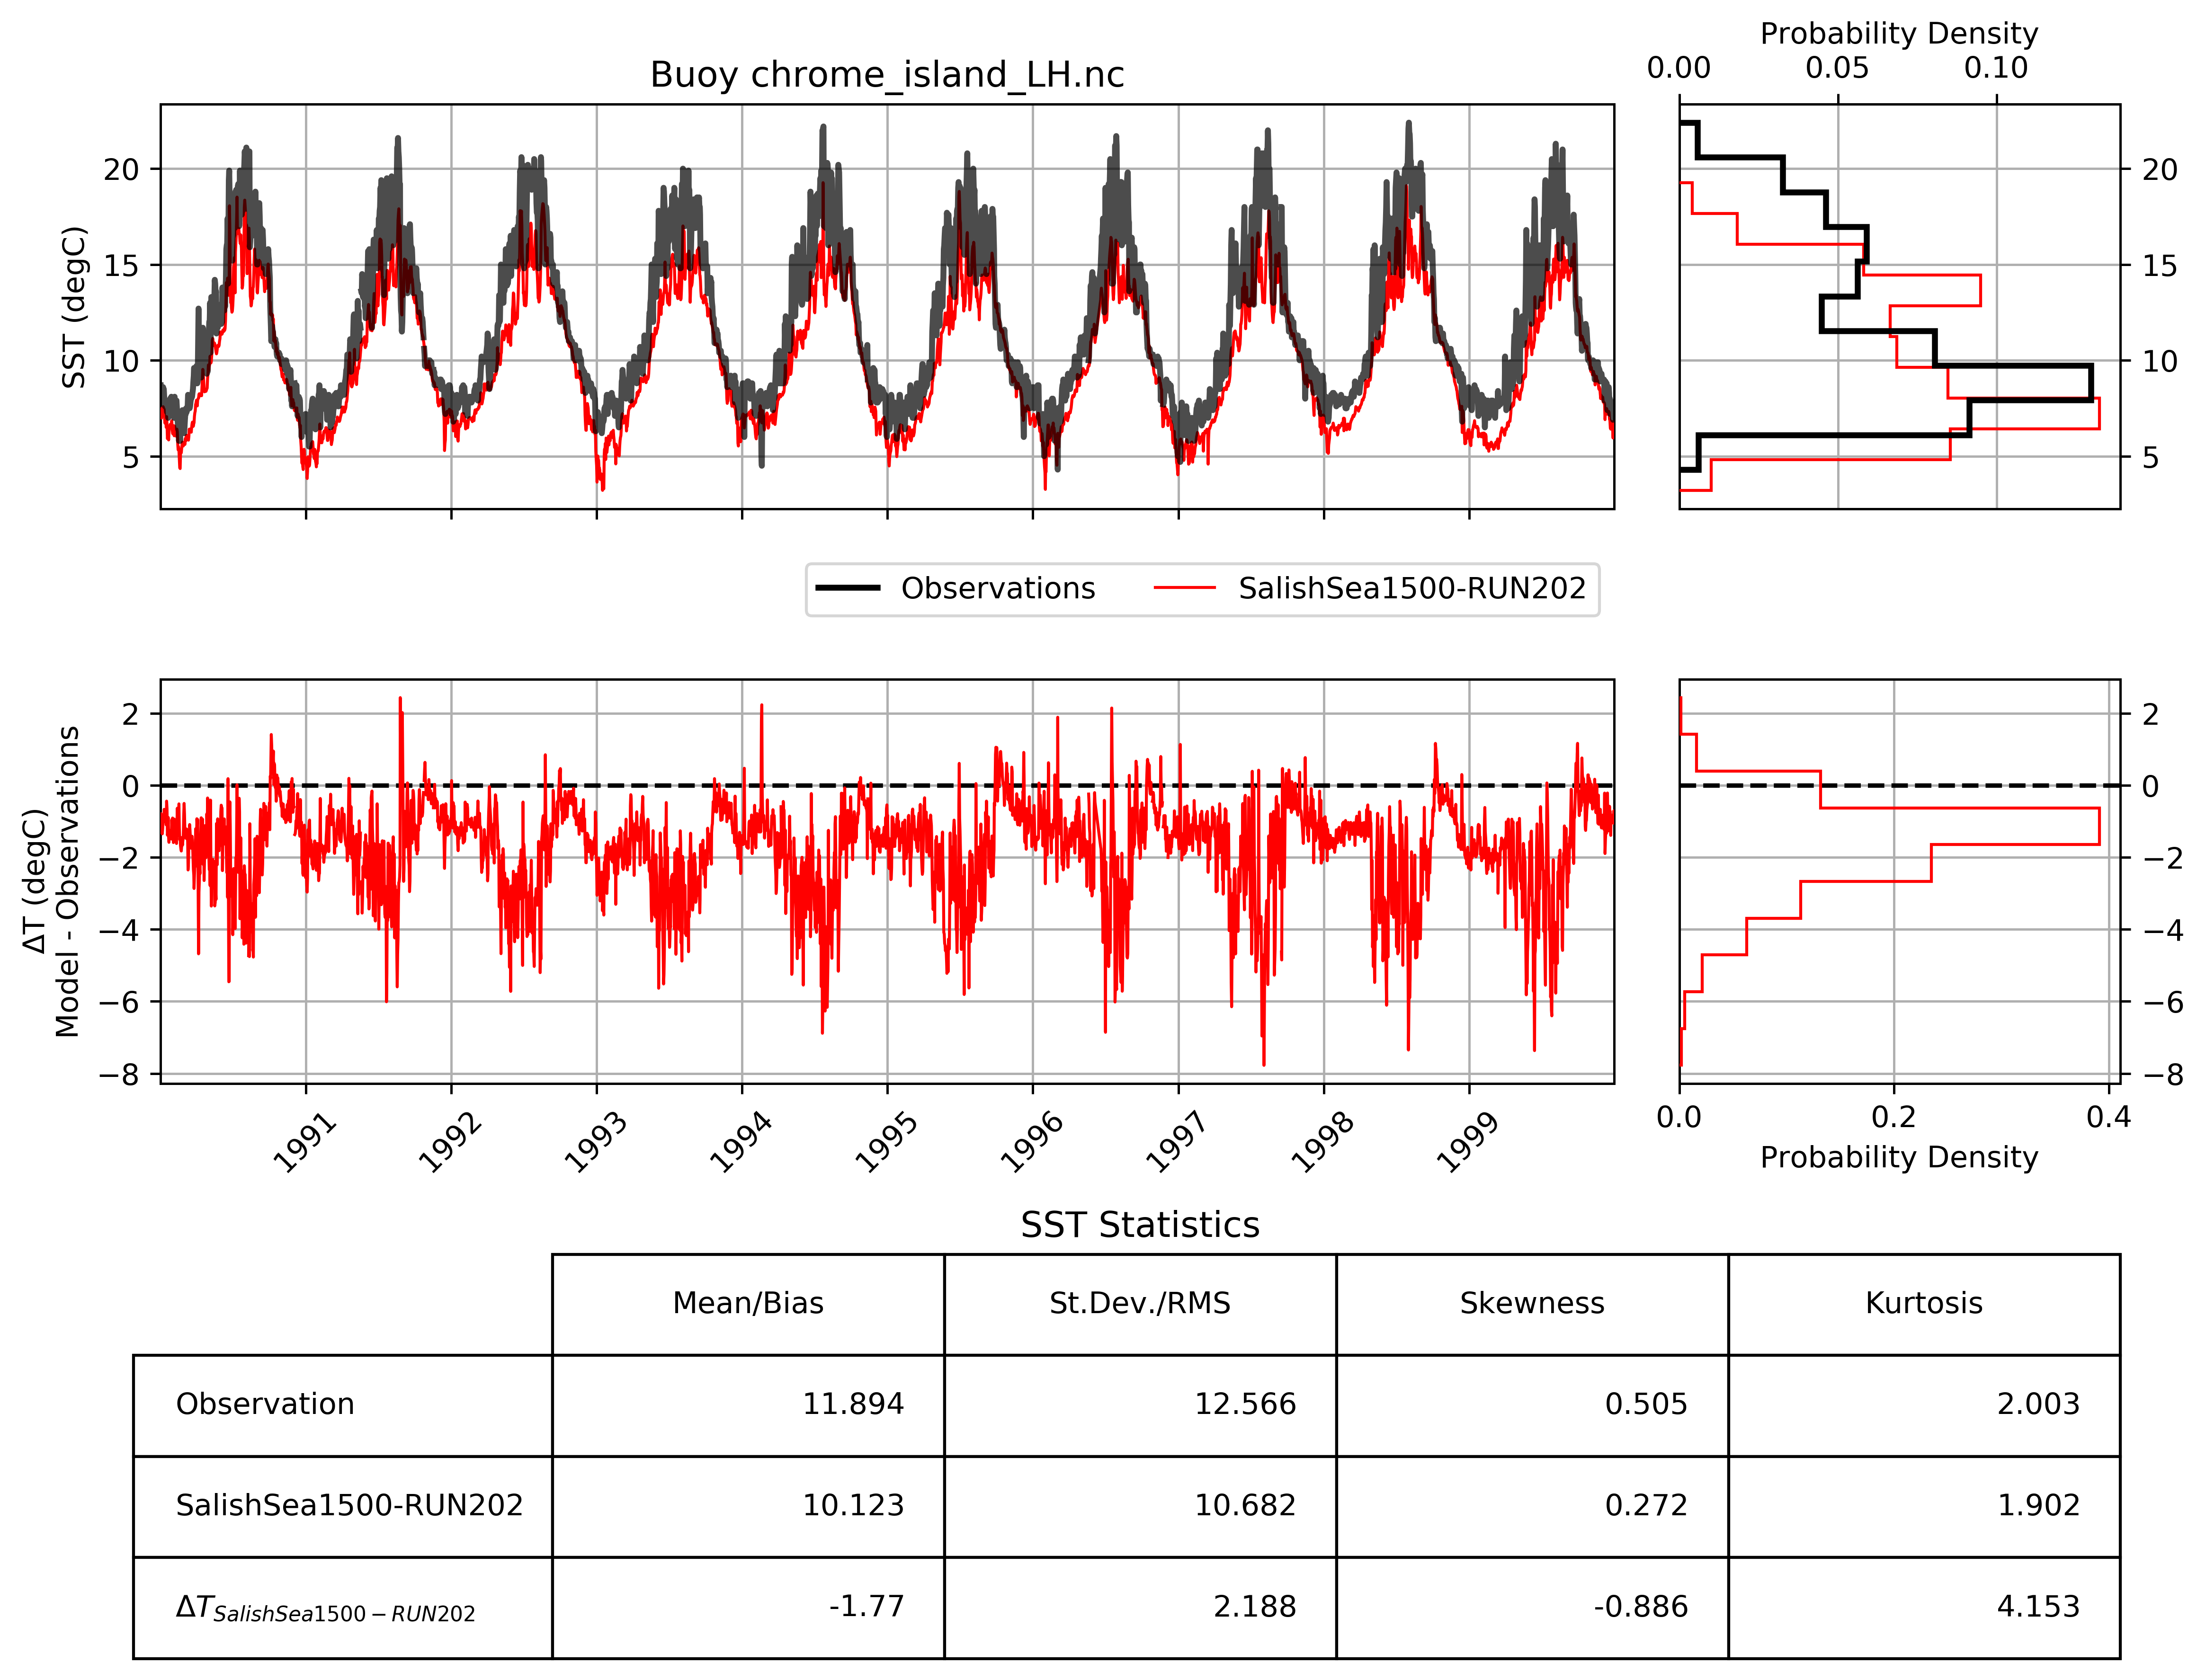 Probability Density
0.00 0.05 0.10
Buoy chrome_island_LH.nc
SST (degC)
20
15
10
5
20
15
10
5
Observations SalishSea1500-RUN202
ΔT (degC)
Model - Observations
2
0
−2
−4
−6
−8
1991 1992 1993 1994 1995 1996 1997 1998 1999
2
0
−2
−4
−6
−8
0.0 0.2 0.4
Probability Density
SST Statistics
Mean/Bias St.Dev./RMS Skewness Kurtosis
Observation 11.894 12.566 0.505 2.003
SalishSea1500-RUN202 10.123 10.682 0.272 1.902
ΔT SalishSea1500−RUN202 -1.77 2.188 -0.886 4.153